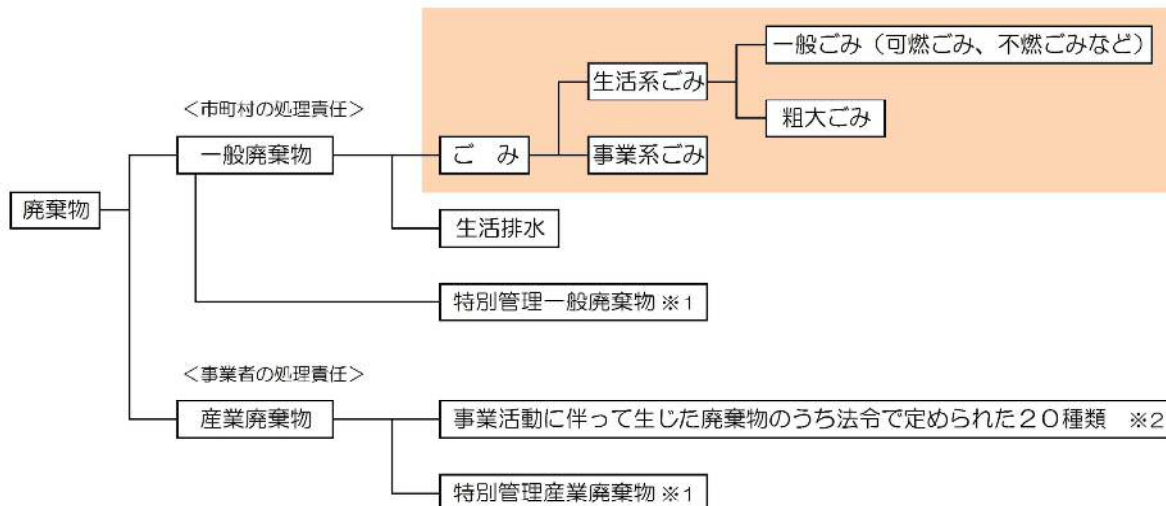 一般ごみ（可燃ごみ、不燃ごみなど）
生活系ごみ
＜市町村の処理責任＞
粗大ごみ
一般廃棄物
ご　み
事業系ごみ
廃棄物
生活排水
特別管理一般廃棄物 ※1
＜事業者の処理責任＞
産業廃棄物
事業活動に伴って生じた廃棄物のうち法令で定められた２０種類　※2
特別管理産業廃棄物 ※1